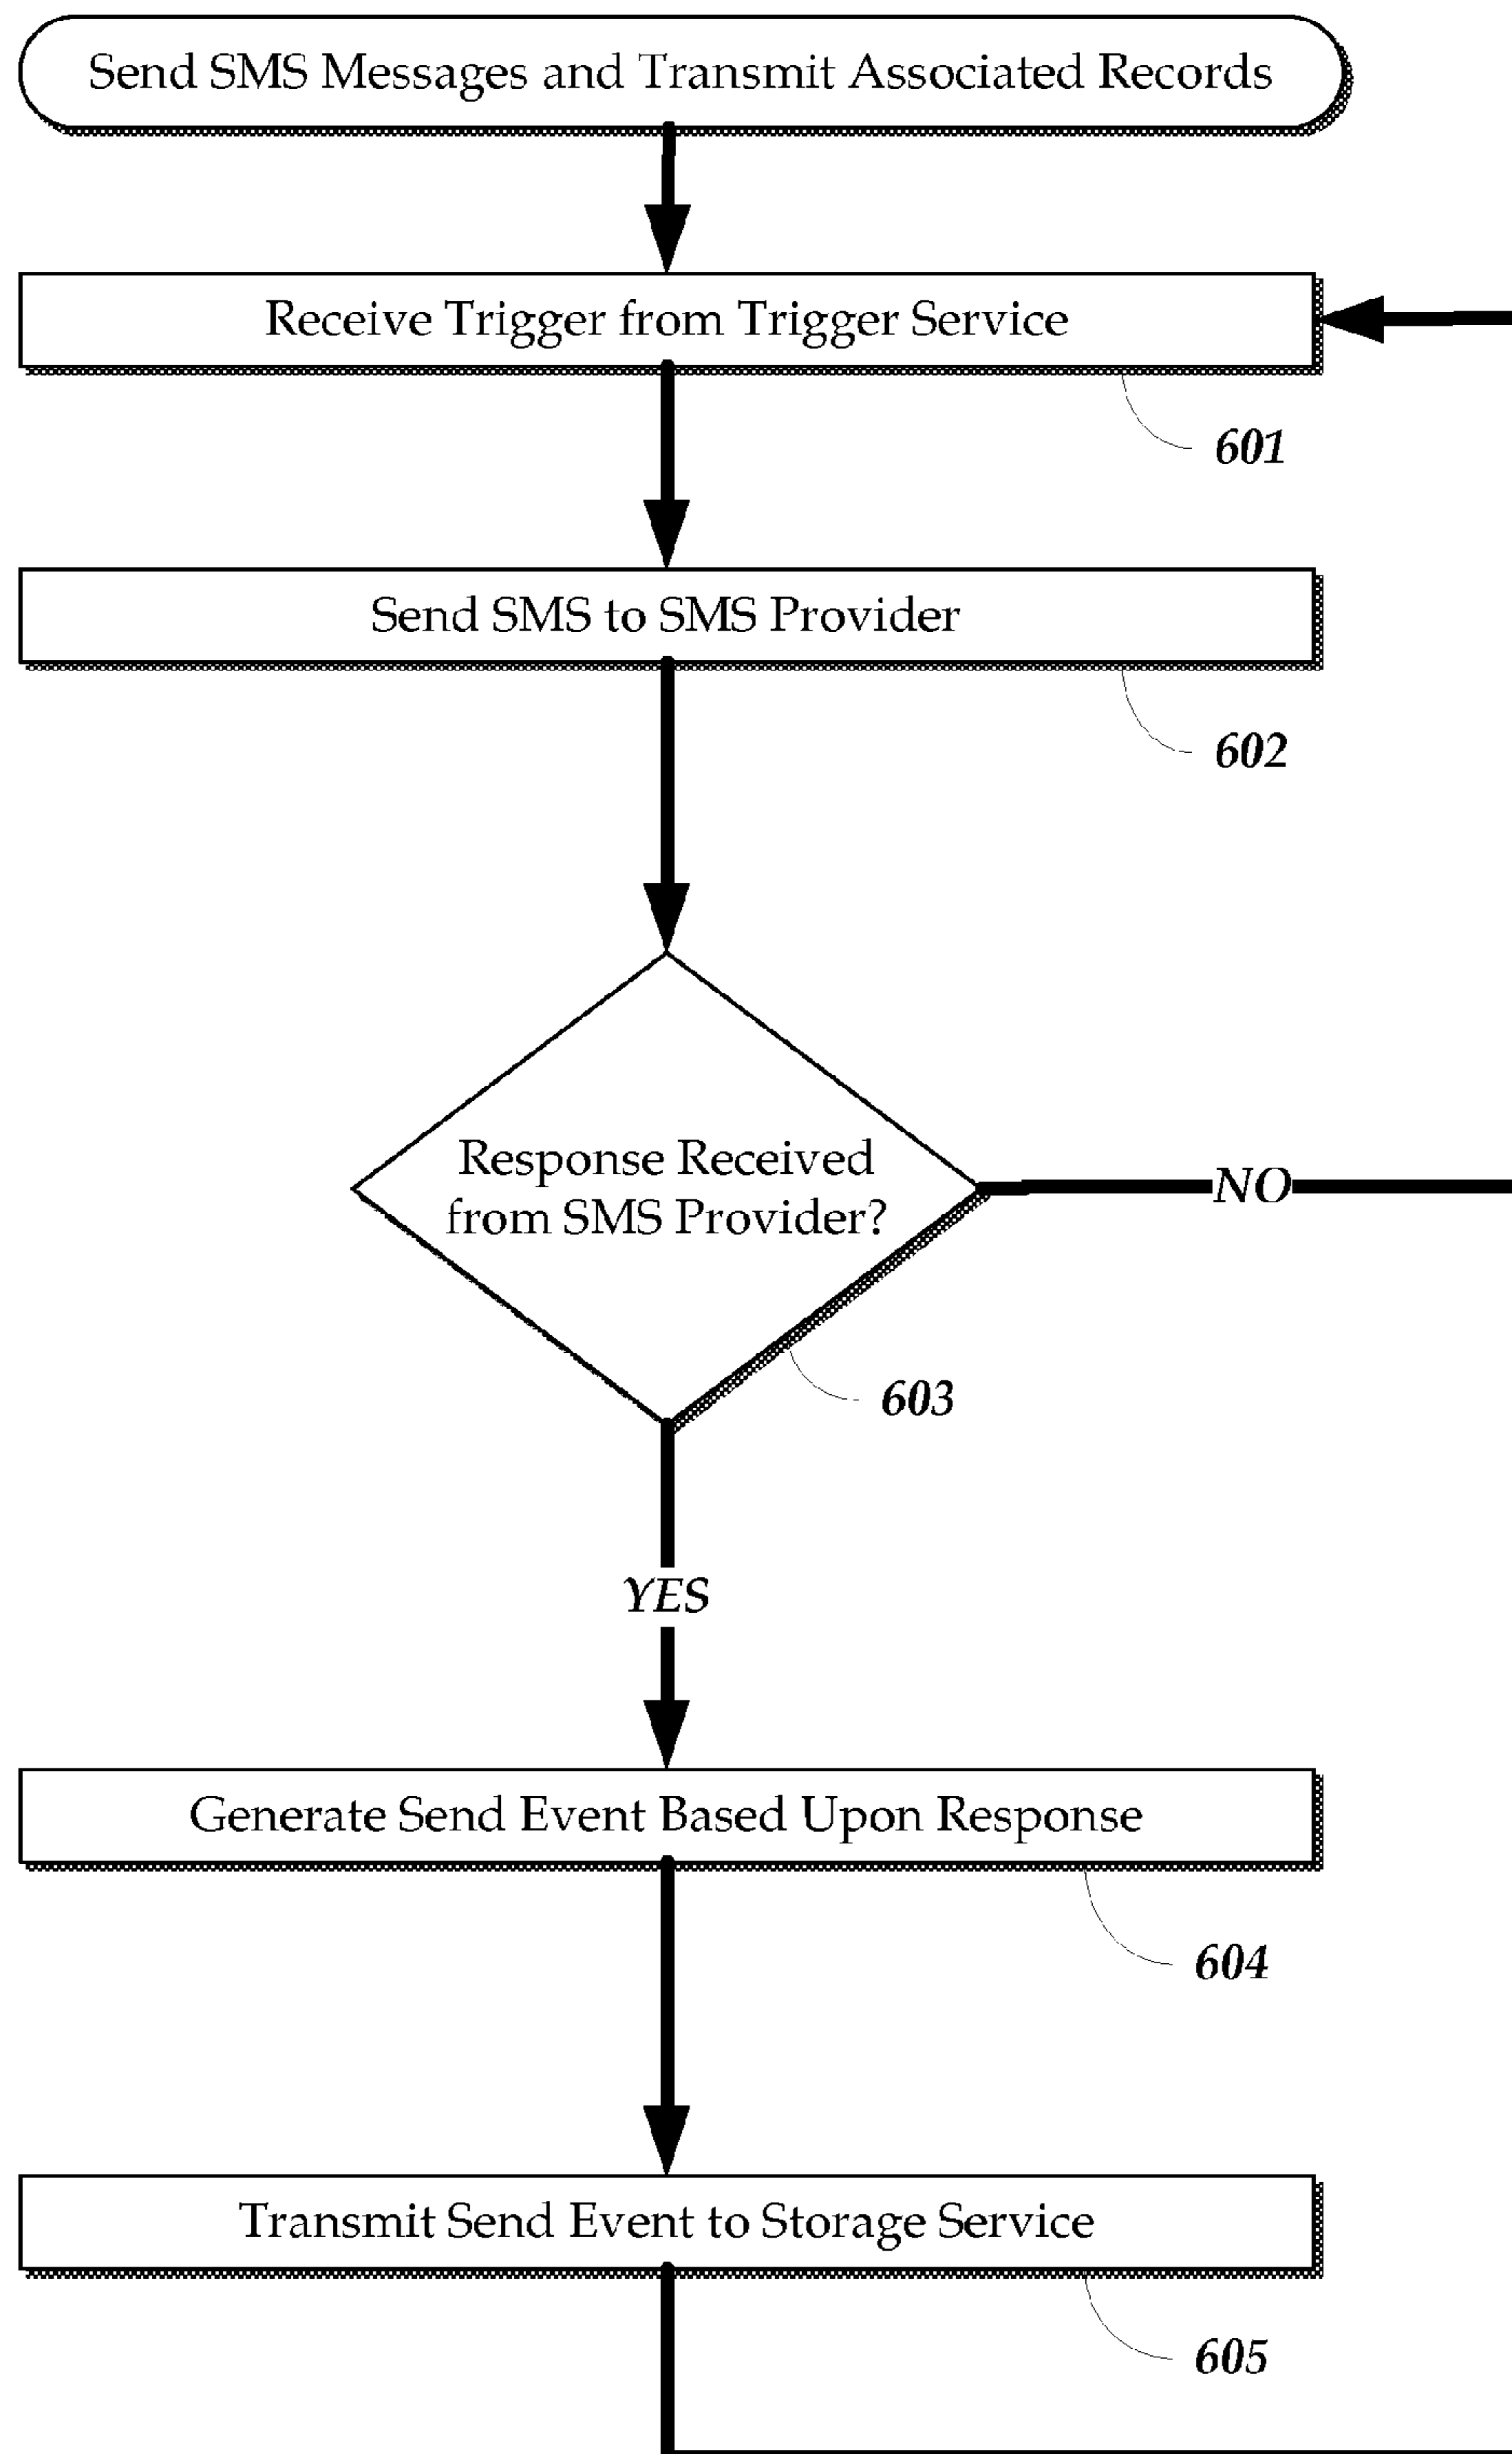 Send SMS Messages and Transmit Associated Records
Receive Trigger from Trigger Service
601
Send SMS to SMS Provider
602
Response Received
from SMS Provider?
NO
603
YES
Generate Send Event Based Upon Response
604
Transmit Send Event to Storage Service
605